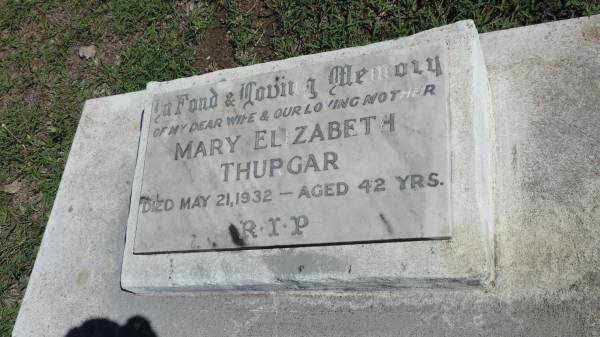 In Fond & Loving Memory
OF MY DEAR WIFE & OUR LOVING MOTHER
MARY ELIZABETH
THUPGAR
DIED MAY 21, 1932 — AGED 42 YRS.
R·I·P